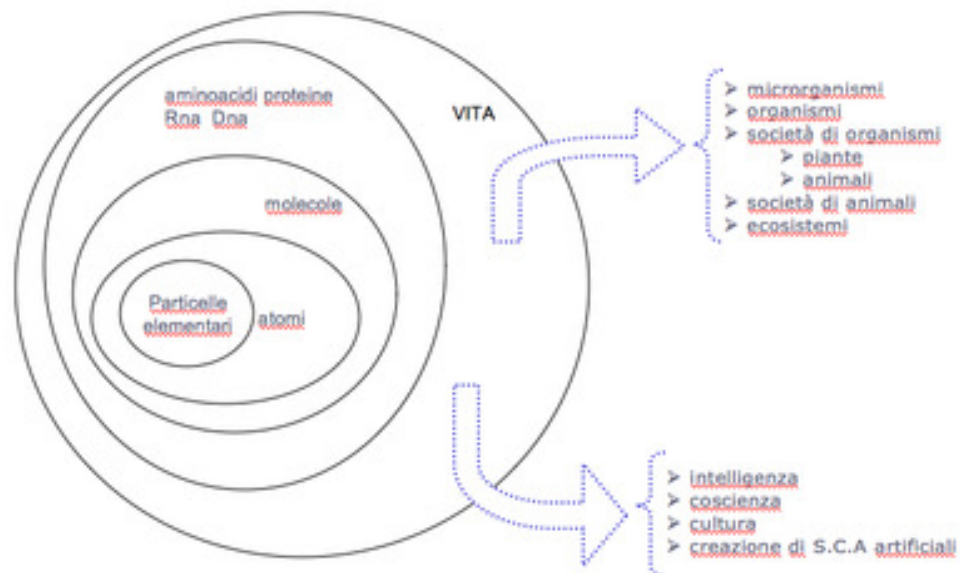 aminoacidi proteine
Rna Dna
VITA
molecole
Particelle
elementari
atomi
➢ microrganismi
➢ organismi
➢ società di organismi
➢ piante
➢ animali
➢ società di animali
➢ ecosistemi
➢ intelligenza
➢ coscienza
➢ cultura
➢ creazione di S.C.A artificiali